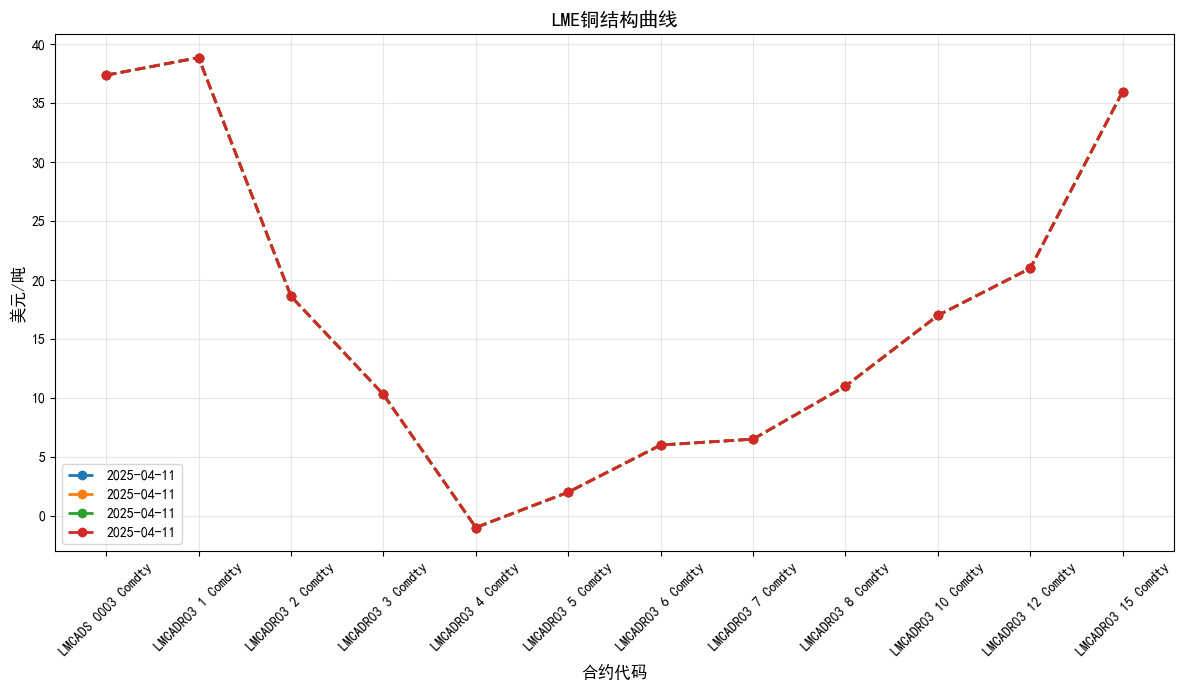 LME铜结构曲线
40
35
30
25
20
15
10
5
0
美元/吨
2025-04-11
2025-04-11
2025-04-11
2025-04-11
LMCADS 0003 Comdty
LMCADR03 1 Comdty
LMCADR03 2 Comdty
LMCADR03 3 Comdty
LMCADR03 4 Comdty
LMCADR03 5 Comdty
LMCADR03 6 Comdty
LMCADR03 7 Comdty
LMCADR03 8 Comdty
LMCADR03 10 Comdty
LMCADR03 12 Comdty
LMCADR03 15 Comdty
合约代码